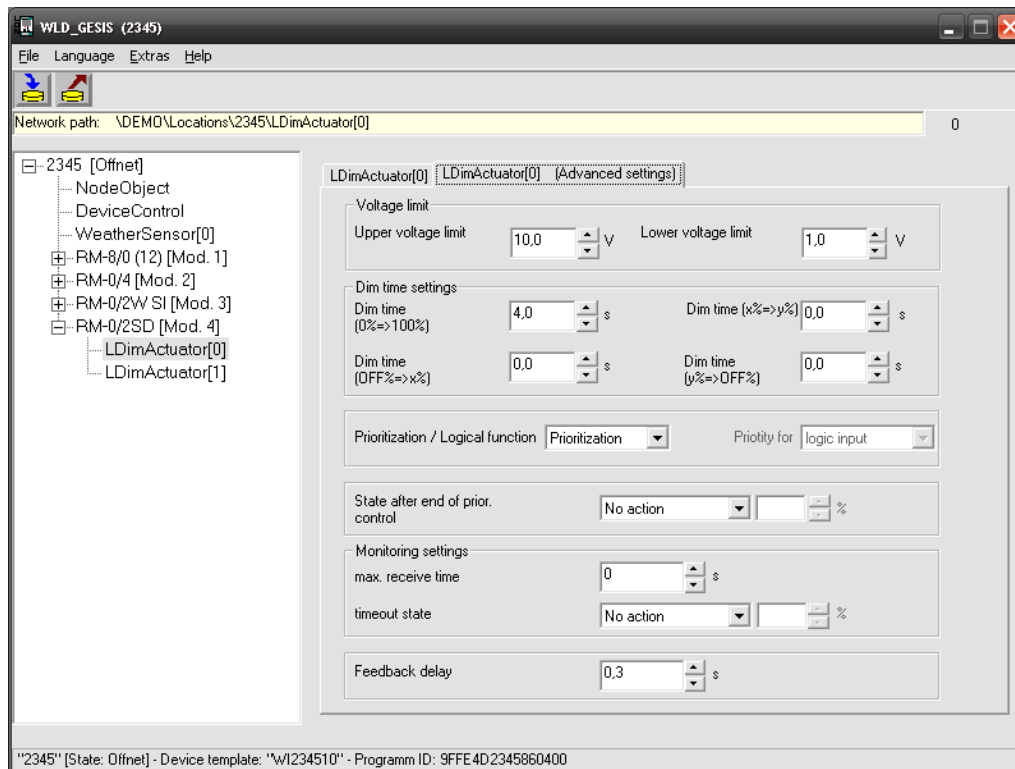 WLD_GESIS (2345)
File Language Extras Help
Network path: \DEMO\Locations\2345\LDimActuator[0]
0
2345 [Offnet]
NodeObject
DeviceControl
WeatherSensor[0]
RM-8/0 (12) [Mod. 1]
RM-0/4 [Mod. 2]
RM-0/2W SI [Mod. 3]
RM-0/2SD [Mod. 4]
LDimActuator[0]
LDimActuator[1]
LDimActuator[0] LDimActuator[0] (Advanced settings)
Voltage limit
Upper voltage limit 10,0 V Lower voltage limit 1,0 V
Dim time settings
Dim time
(0%=>100%) 4,0 s Dim time (x%=>y%) 0,0 s
Dim time
(OFF%=>x%) 0,0 s
Dim time
(y%=>OFF%) 0,0 s
Prioritization / Logical function Prioritization Priotity for logic input
State after end of prior.
control No action %
Monitoring settings
max. receive time 0 s
timeout state No action %
Feedback delay 0,3 s
"2345" [State: Offnet] - Device template: "WI234510" - Programm ID: 9FFE4D2345860400